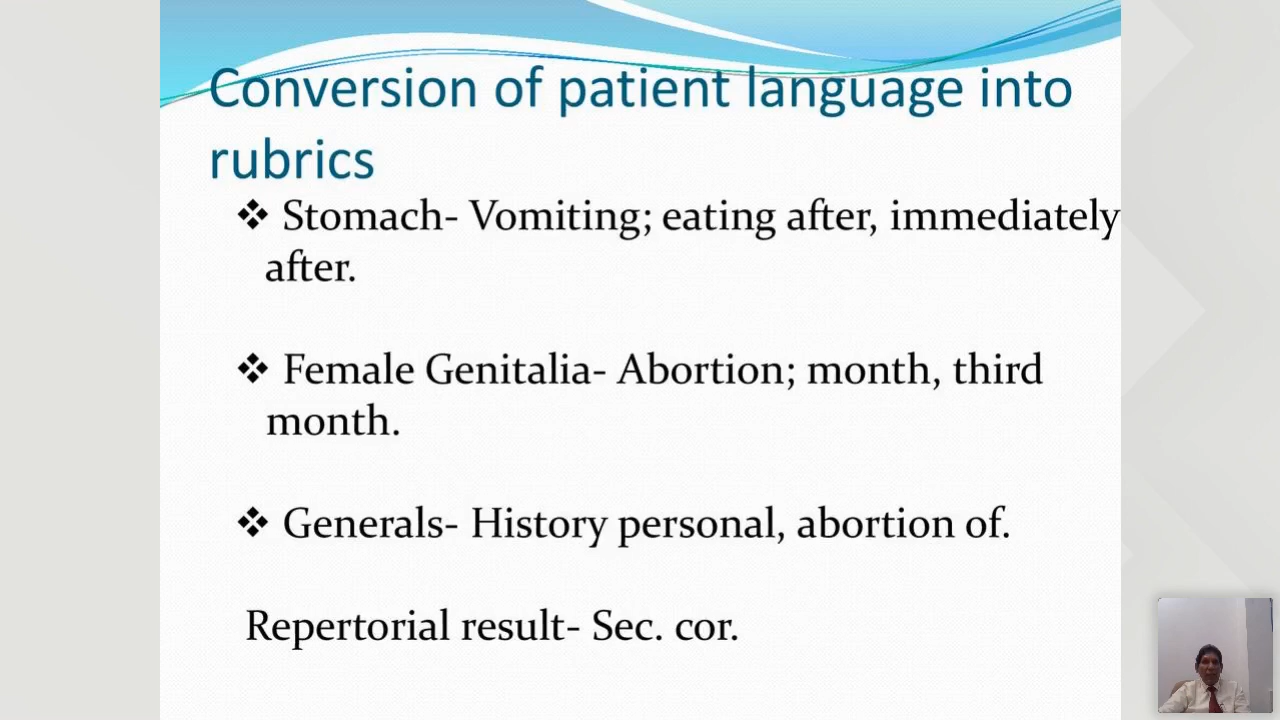 Conversion of patient language into
rubrics
❖ Stomach- Vomiting; eating after, immediately
after.
❖ Female Genitalia- Abortion; month, third
month.
❖ Generals- History personal, abortion of.
Repertorial result- Sec. cor.